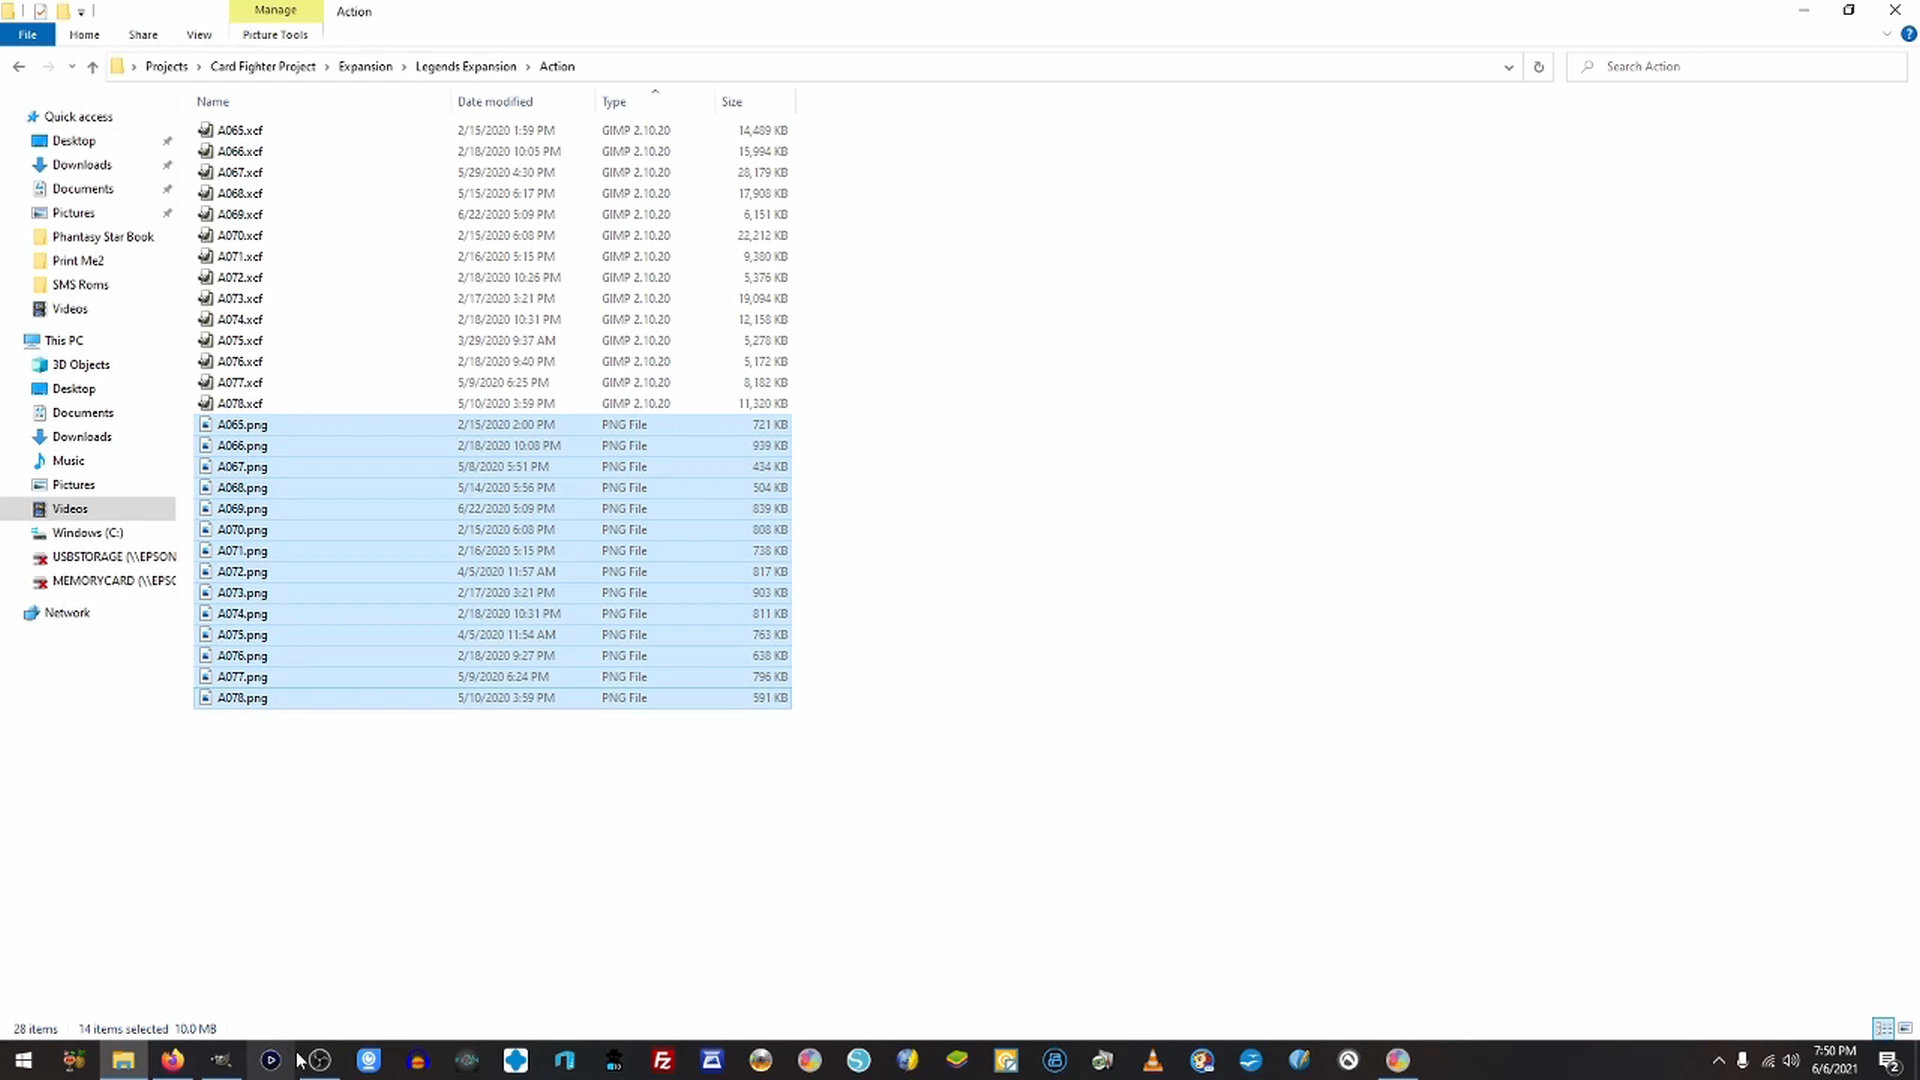 Manage
Action
File
Home
Share
View
Picture Tools
Projects > Card Fighter Project > Expansion > Legends Expansion > Action
Search Action
Name Date modified Type Size
Quick access
Desktop
Downloads
Documents
Pictures
Phantasy Star Book
Print Me2
SMS Roms
Videos
This PC
3D Objects
Desktop
Documents
Downloads
Music
Pictures
Videos
Windows (C:)
USBSTORAGE (\\EPSON
MEMORYCARD (\\EPSC
Network
A065.xcf 2/15/2020 1:59 PM GIMP 2.10.20 14,489 KB
A066.xcf 2/18/2020 10:05 PM GIMP 2.10.20 15,994 KB
A067.xcf 5/29/2020 4:30 PM GIMP 2.10.20 28,179 KB
A068.xcf 5/15/2020 6:17 PM GIMP 2.10.20 17,908 KB
A069.xcf 6/22/2020 5:09 PM GIMP 2.10.20 6,151 KB
A070.xcf 2/15/2020 6:08 PM GIMP 2.10.20 22,212 KB
A071.xcf 2/16/2020 5:15 PM GIMP 2.10.20 9,380 KB
A072.xcf 2/18/2020 10:26 PM GIMP 2.10.20 5,376 KB
A073.xcf 2/17/2020 3:21 PM GIMP 2.10.20 19,094 KB
A074.xcf 2/18/2020 10:31 PM GIMP 2.10.20 12,158 KB
A075.xcf 3/29/2020 9:37 AM GIMP 2.10.20 5,278 KB
A076.xcf 2/18/2020 9:40 PM GIMP 2.10.20 5,172 KB
A077.xcf 5/9/2020 6:25 PM GIMP 2.10.20 8,182 KB
A078.xcf 5/10/2020 3:59 PM GIMP 2.10.20 11,320 KB
A065.png 2/15/2020 2:00 PM PNG File 721 KB
A066.png 2/18/2020 10:08 PM PNG File 939 KB
A067.png 5/8/2020 5:51 PM PNG File 434 KB
A068.png 5/14/2020 5:56 PM PNG File 504 KB
A069.png 6/22/2020 5:09 PM PNG File 839 KB
A070.png 2/15/2020 6:08 PM PNG File 808 KB
A071.png 2/16/2020 5:15 PM PNG File 738 KB
A072.png 4/5/2020 11:57 AM PNG File 817 KB
A073.png 2/17/2020 3:21 PM PNG File 903 KB
A074.png 2/18/2020 10:31 PM PNG File 811 KB
A075.png 4/5/2020 11:54 AM PNG File 763 KB
A076.png 2/18/2020 9:27 PM PNG File 638 KB
A077.png 5/9/2020 6:24 PM PNG File 796 KB
A078.png 5/10/2020 3:59 PM PNG File 591 KB
28 items 14 items selected 10.0 MB
FZ
7:50 PM
6/6/2021
2